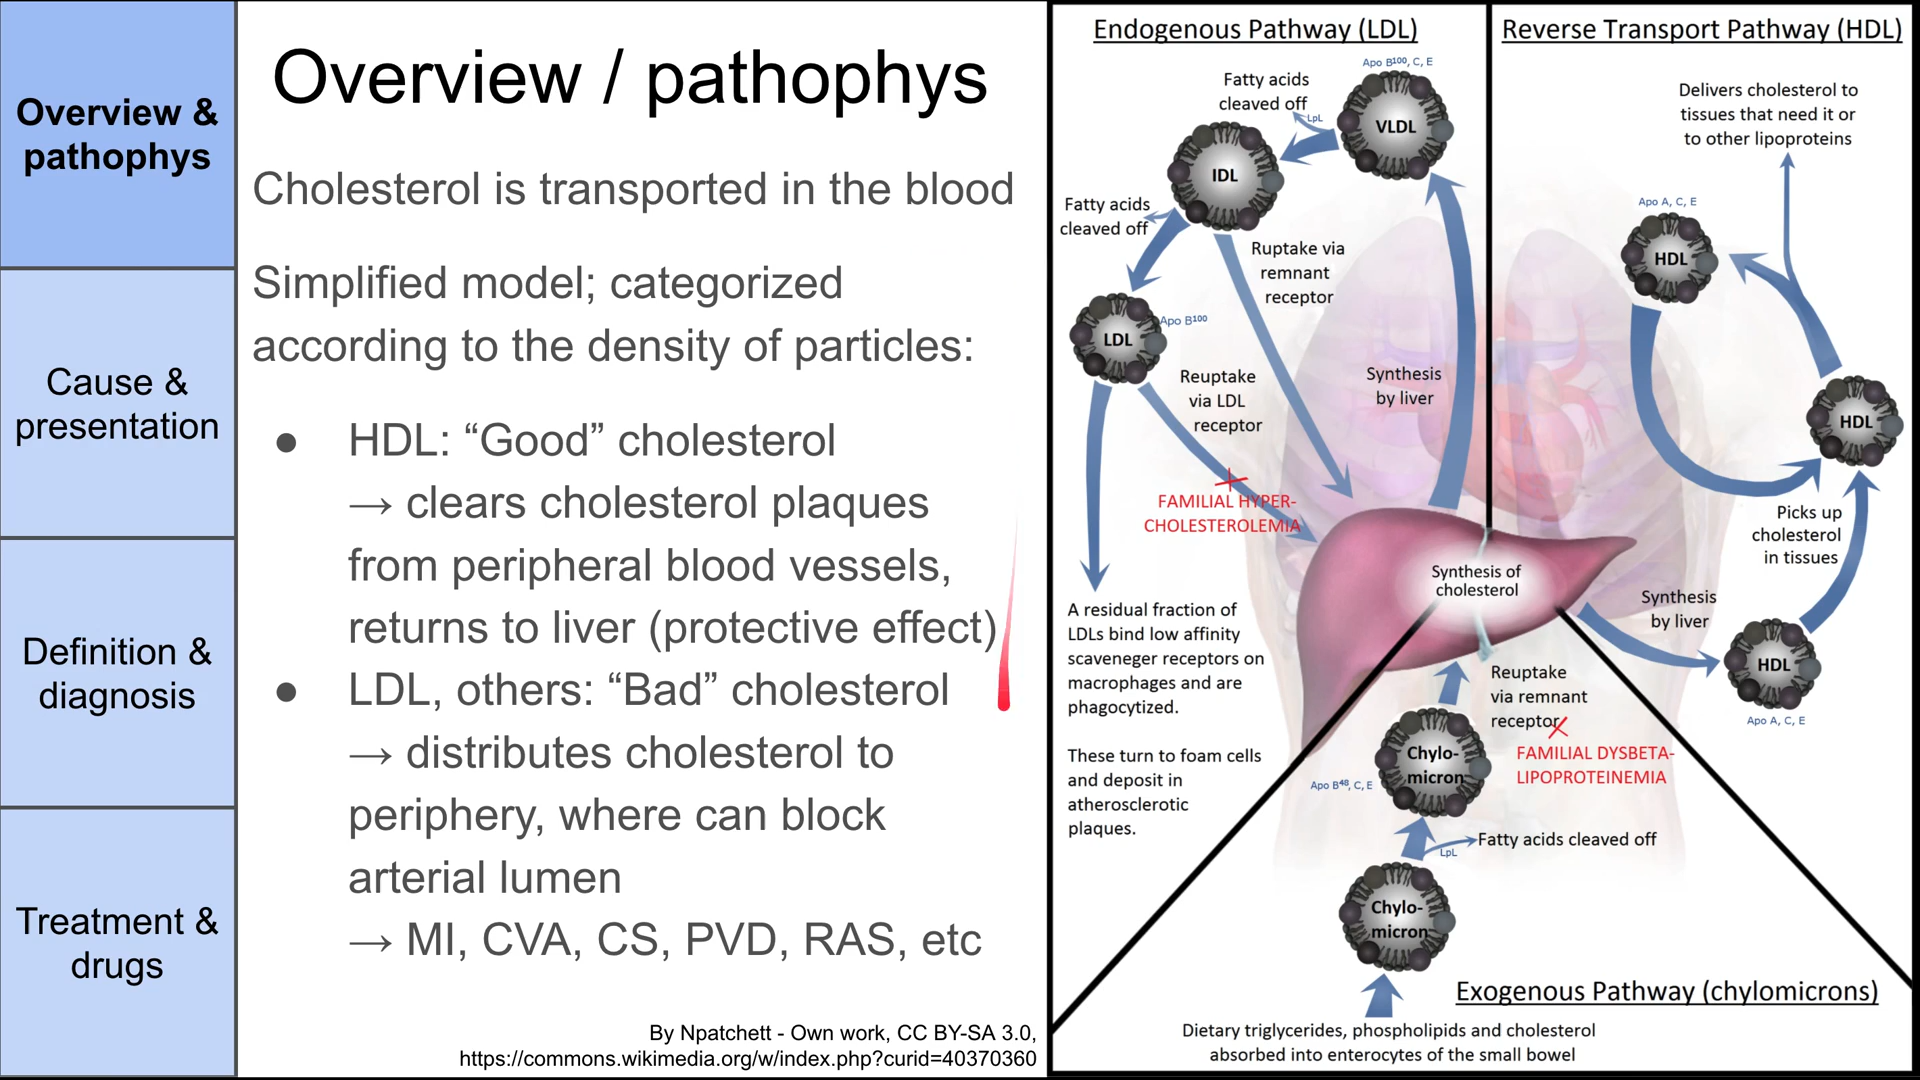 Overview &
pathophys
Cause &
presentation
Definition &
diagnosis
Treatment &
drugs
Overview / pathophys
Cholesterol is transported in the blood
Simplified model; categorized
according to the density of particles:
● HDL: “Good” cholesterol
→ clears cholesterol plaques
from peripheral blood vessels,
returns to liver (protective effect)
● LDL, others: “Bad” cholesterol
→ distributes cholesterol to
periphery, where can block
arterial lumen
→ MI, CVA, CS, PVD, RAS, etc
By Npatchett - Own work, CC BY-SA 3.0,
https://commons.wikimedia.org/w/index.php?curid=40370360
Endogenous Pathway (LDL)
Apo B100, C, E
VLDL
Fatty acids
cleaved off
LpL
IDL
Fatty acids
cleaved off
Ruptake via
remnant
receptor
LDL
Apo B100
Reuptake
via LDL
receptor
Synthesis
by liver
FAMILIAL HYPER-
CHOLESTEROLEMIA
A residual fraction of
LDLs bind low affinity
scaveneger receptors on
macrophages and are
phagocytized.
These turn to foam cells
and deposit in
atherosclerotic
plaques.
Synthesis of
cholesterol
Reverse Transport Pathway (HDL)
Delivers cholesterol to
tissues that need it or
to other lipoproteins
Apo A, C, E
HDL
HDL
Picks up
cholesterol
in tissues
Synthesis
by liver
HDL
Apo A, C, E
Reuptake
via remnant
receptor
FAMILIAL DYSBETA-
LIPOPROTEINEMIA
Chylo-
micron
Apo B48, C, E
Fatty acids cleaved off
LpL
Chylo-
micron
Exogenous Pathway (chylomicrons)
Dietary triglycerides, phospholipids and cholesterol
absorbed into enterocytes of the small bowel